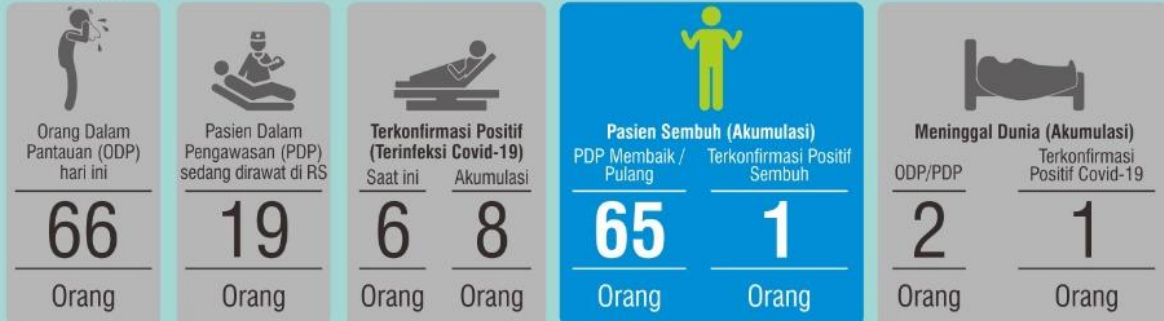 Orang Dalam
Pantauan (ODP)
hari ini
66
Orang
Pasien Dalam
Pengawasan (PDP)
sedang dirawat di RS
19
Orang
Terkonfirmasi Positif
(Terinfeksi Covid-19)
Saat ini
6
Orang
Akumulasi
8
Orang
Pasien Sembuh (Akumulasi)
PDP Membaik /
Pulang
65
Orang
Terkonfirmasi Positif
Sembuh
1
Orang
Meninggal Dunia (Akumulasi)
ODP/PDP
2
Orang
Terkonfirmasi
Positif Covid-19
1
Orang